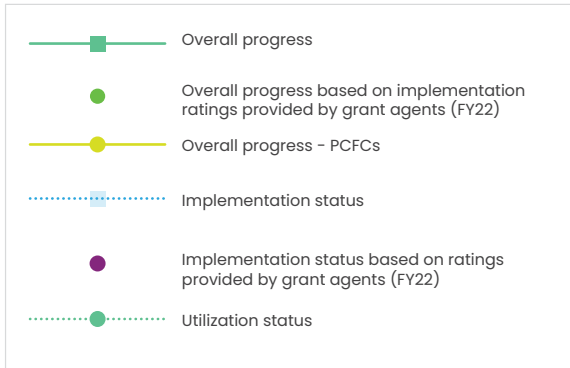 Overall progress
Overall progress based on implementation
ratings provided by grant agents (FY22)
Overall progress - PCFCs
Implementation status
Implementation status based on ratings
provided by grant agents (FY22)
Utilization status